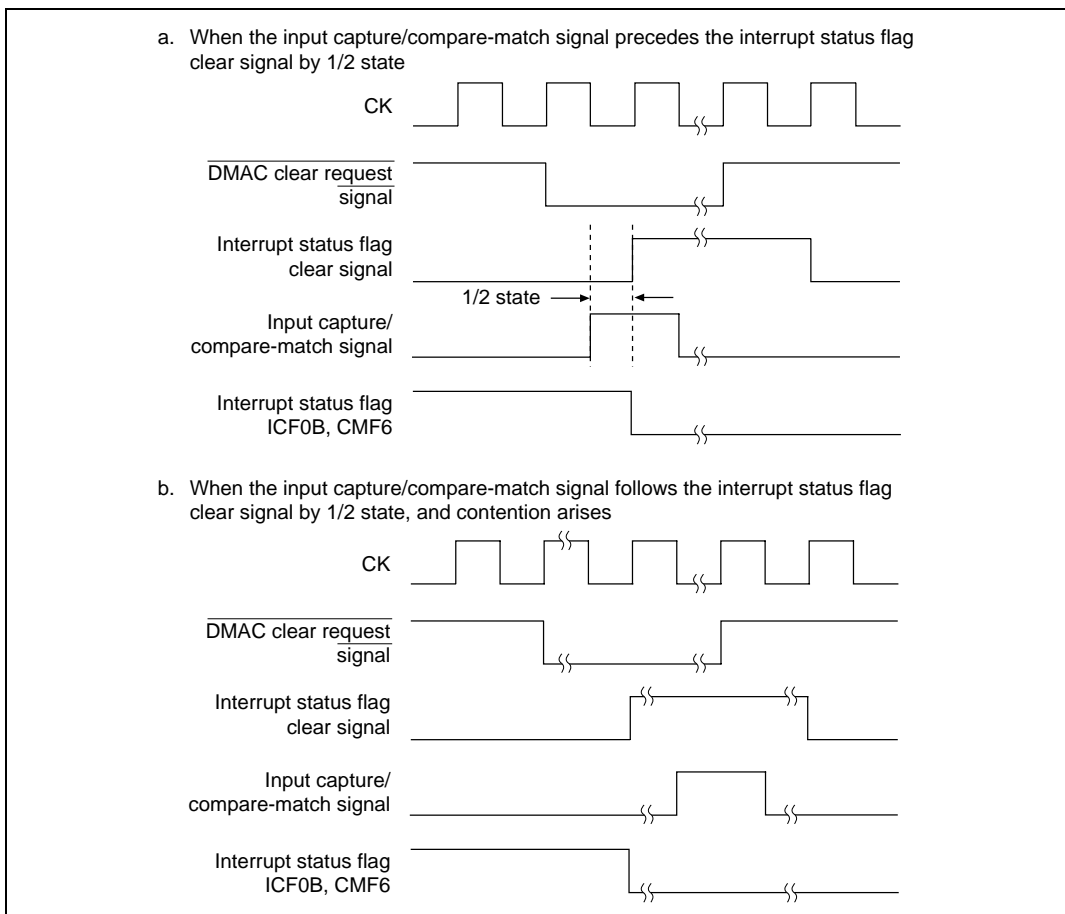 a. When the input capture/compare-match signal precedes the interrupt status flag
clear signal by 1/2 state
CK
DMAC clear request
signal
Interrupt status flag
clear signal
1/2 state
Input capture/
compare-match signal
Interrupt status flag
ICF0B, CMF6
b. When the input capture/compare-match signal follows the interrupt status flag
clear signal by 1/2 state, and contention arises
CK
DMAC clear request
signal
Interrupt status flag
clear signal
Input capture/
compare-match signal
Interrupt status flag
ICF0B, CMF6